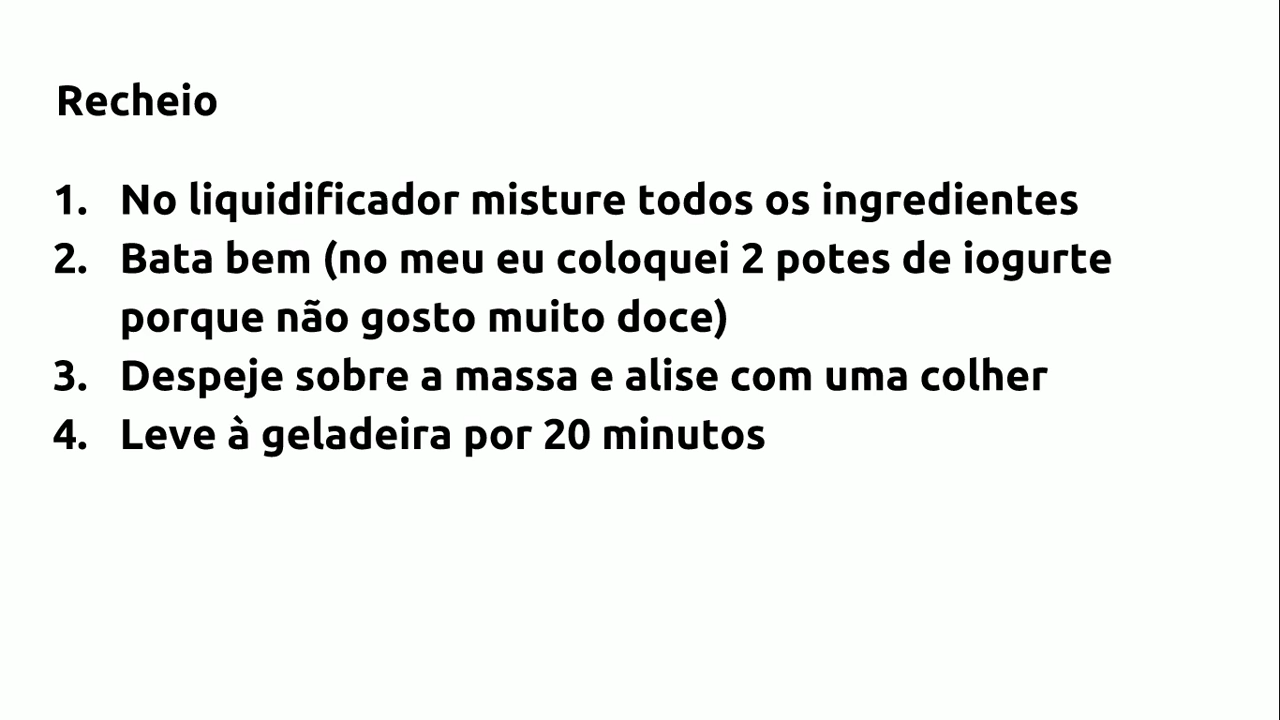 Recheio
1. No liquidificador misture todos os ingredientes
2. Bata bem (no meu eu coloquei 2 potes de iogurte
porque não gosto muito doce)
3. Despeje sobre a massa e alise com uma colher
4. Leve à geladeira por 20 minutos